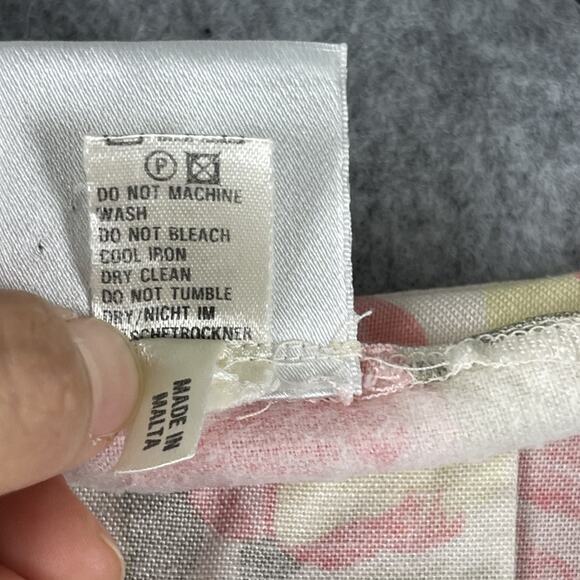 P
DO NOT MACHINE
WASH
DO NOT BLEACH
COOL IRON
DRY CLEAN
DO NOT TUMBLE
DRY/NICHT IM
SCHETROCKNER
MADE IN
MALTA